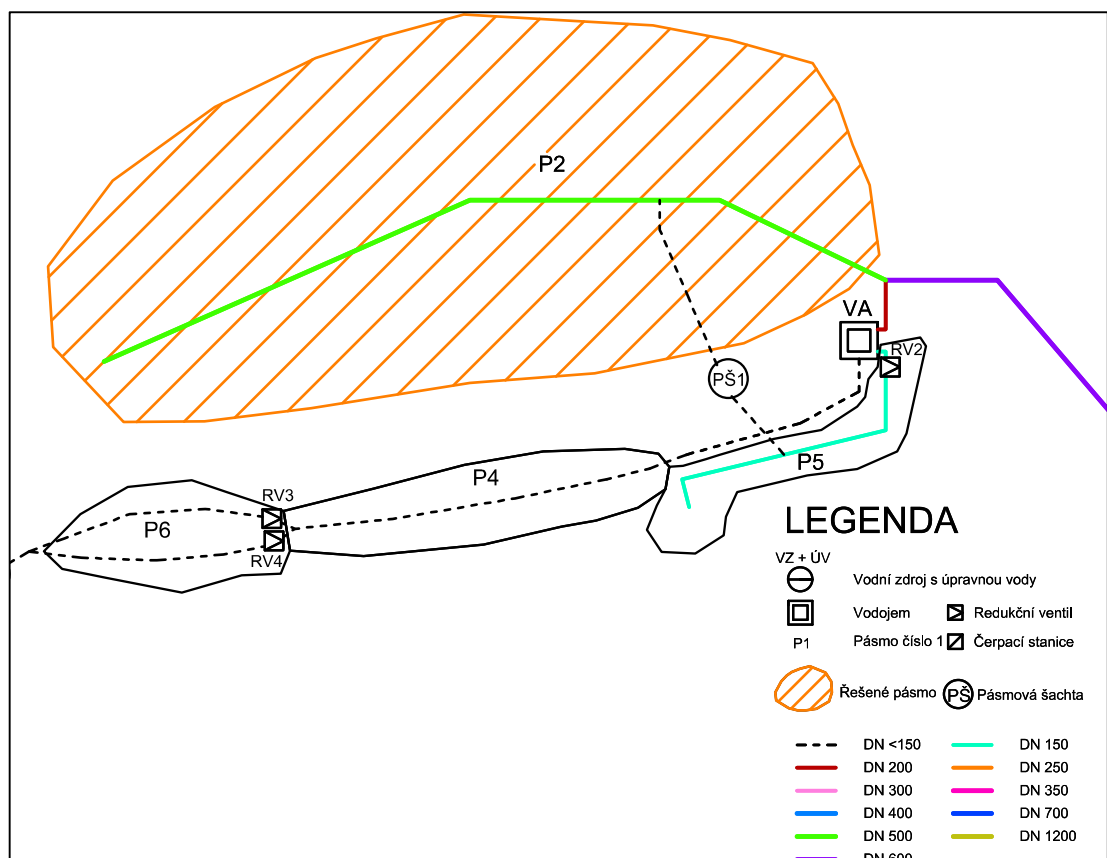 P2
VA
RV2
PŠ1
P5
P4
RV3
P6
RV4
LEGENDA
VZ + ÚV
Vodní zdroj s úpravnou vody
Vodojem
Redukční ventil
P1
Pásmo číslo 1
Čerpací stanice
Řešené pásmo
PŠ
Pásmová šachta
DN <150
DN 150
DN 200
DN 250
DN 300
DN 350
DN 400
DN 700
DN 500
DN 1200
DN 600